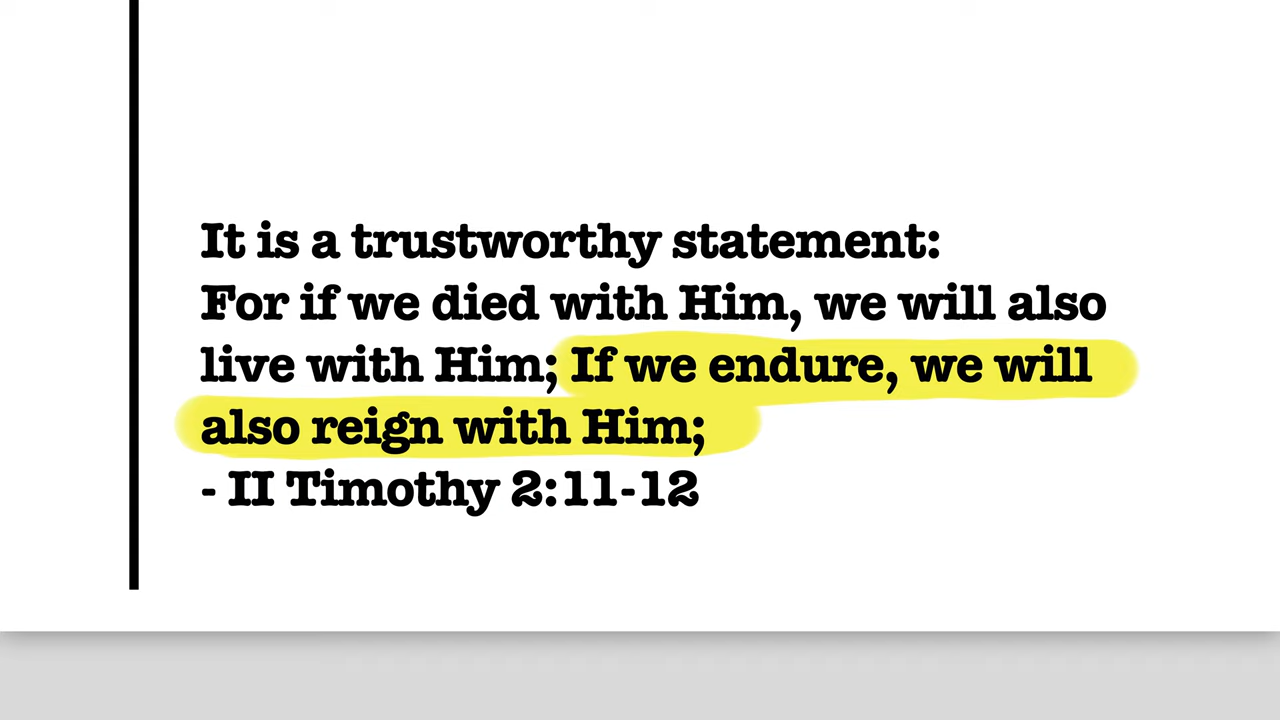 It is a trustworthy statement:
For if we died with Him, we will also
live with Him; If we endure, we will
also reign with Him;
- II Timothy 2:11-12